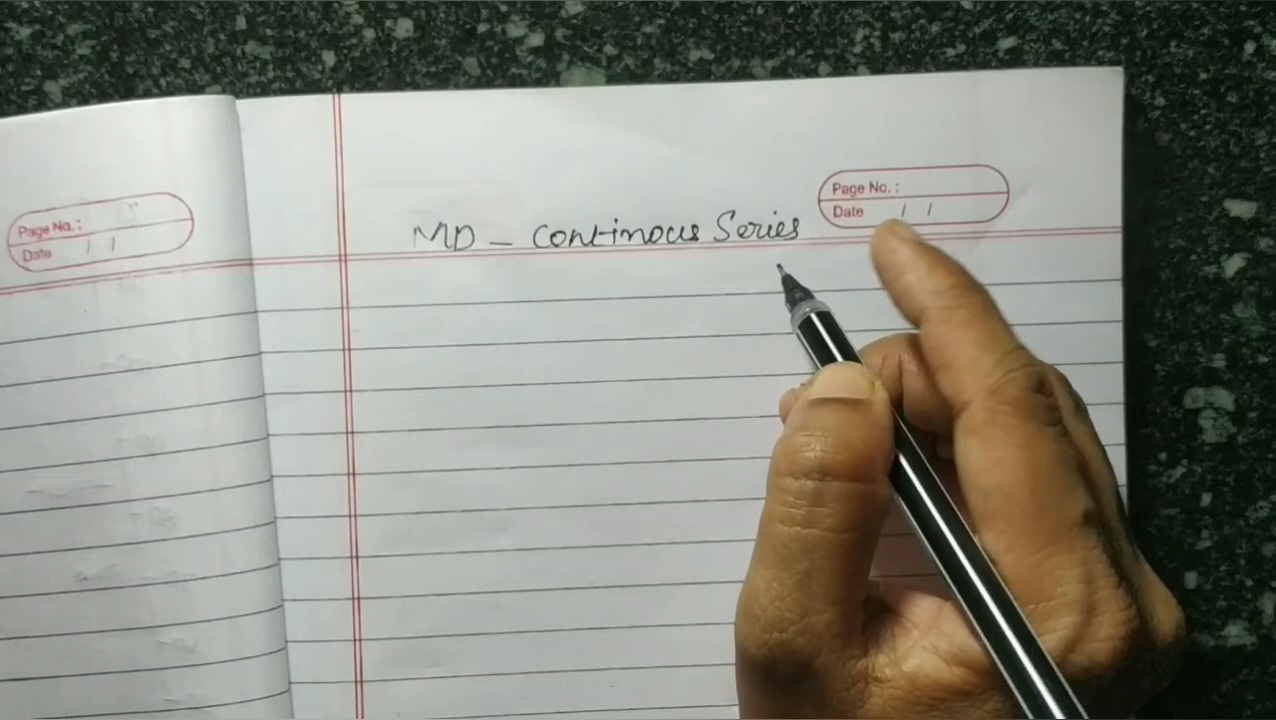 Page No. :
Date / /
MD - Continous Series
Page No. :
Date / /